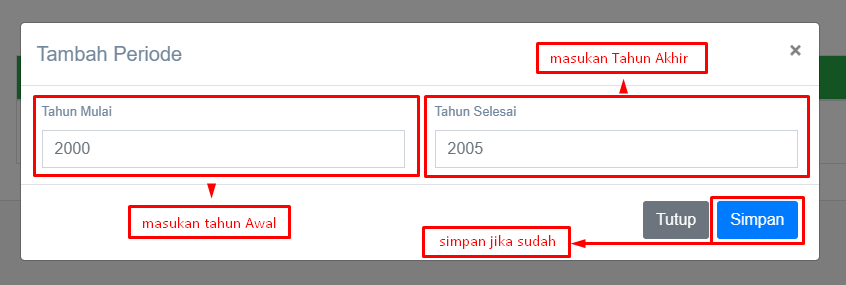 Tambah Periode
×
masukan Tahun Akhir
Tahun Mulai
Tahun Selesai
2000
2005
masukan tahun Awal
Tutup
Simpan
simpan jika sudah